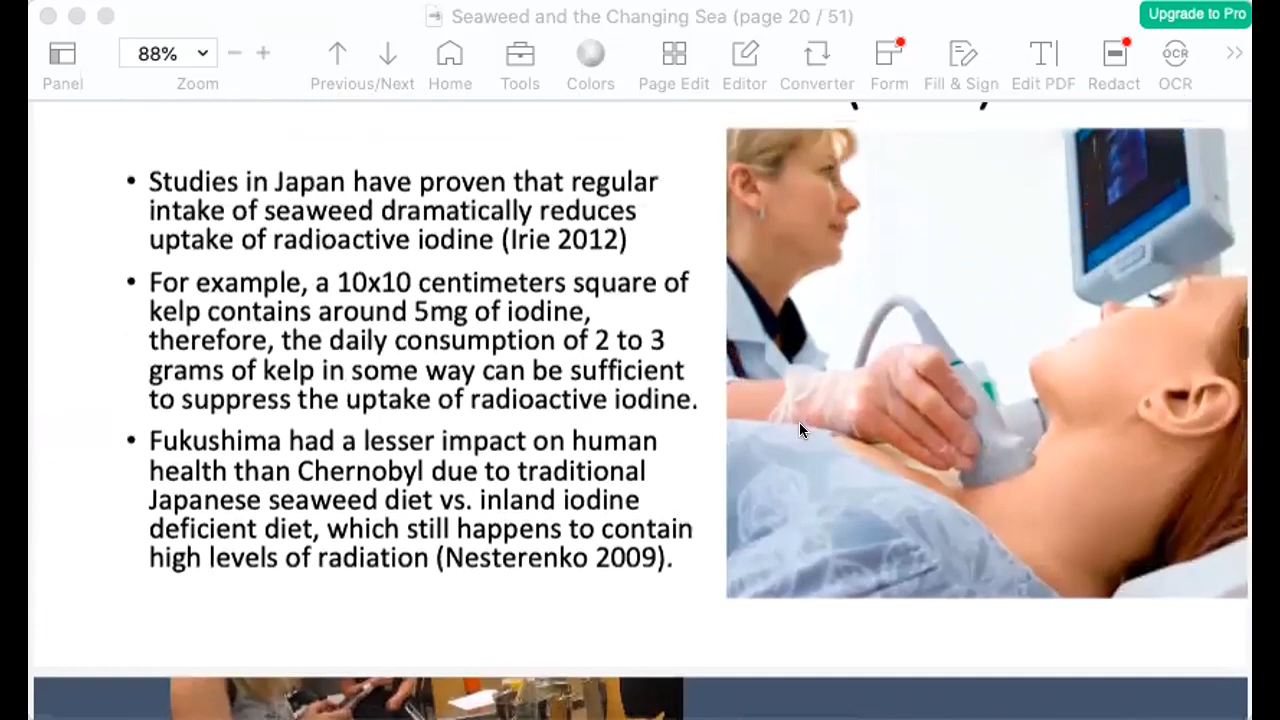 Seaweed and the Changing Sea (page 20 / 51)
Upgrade to Pro
88%
Panel
Zoom
Previous/Next
Home
Tools
Colors
Page Edit
Editor
Converter
Form
Fill & Sign
Edit PDF
Redact
OCR
OCR
• Studies in Japan have proven that regular
intake of seaweed dramatically reduces
uptake of radioactive iodine (Irie 2012)
• For example, a 10x10 centimeters square of
kelp contains around 5mg of iodine,
therefore, the daily consumption of 2 to 3
grams of kelp in some way can be sufficient
to suppress the uptake of radioactive iodine.
• Fukushima had a lesser impact on human
health than Chernobyl due to traditional
Japanese seaweed diet vs. inland iodine
deficient diet, which still happens to contain
high levels of radiation (Nesterenko 2009).